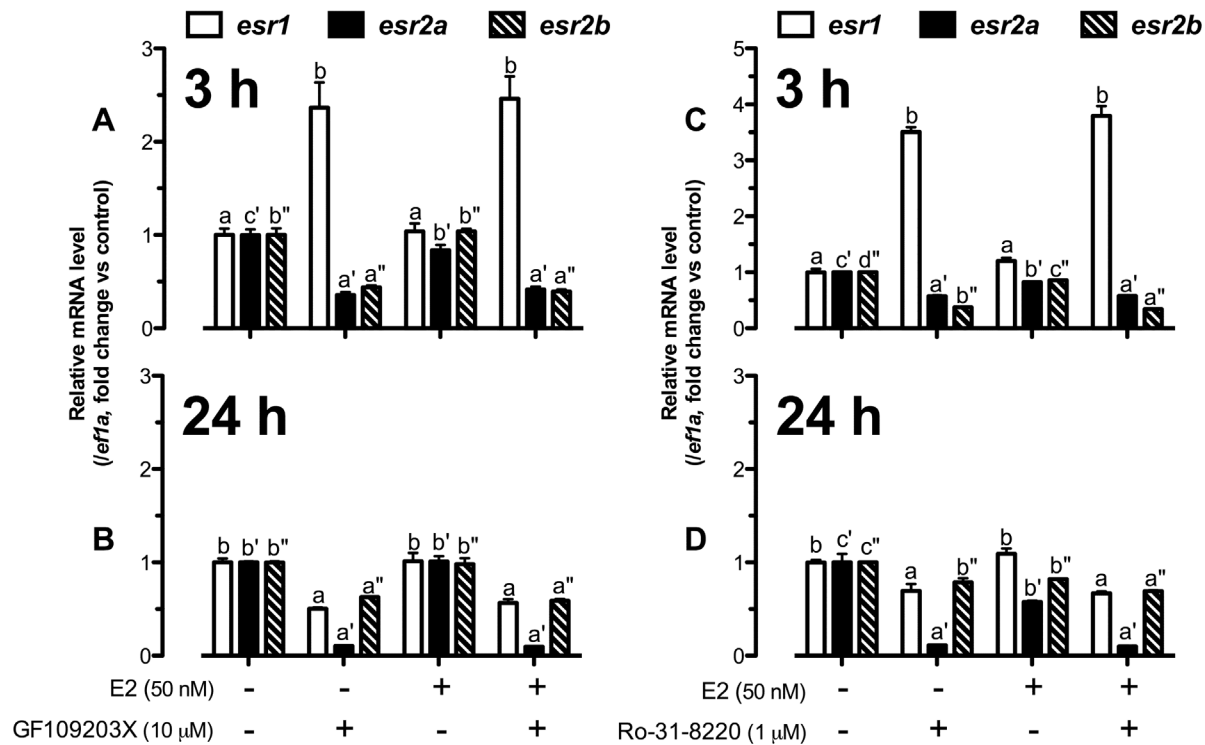 esr1 esr2a esr2b
3 h
A
3
2
1
0
a c' b"
b a' a"
a b' b"
b a' a"
Relative mRNA level
(/ef1a, fold change vs control)
24 h
B
3
2
1
0
b b' b"
a a' a"
b b' b"
a a' a"
E2 (50 nM) - - + +
GF109203X (10 μM) - + - +
esr1 esr2a esr2b
3 h
C
5
4
3
2
1
0
a c' d"
b a' b"
a b' c"
b a' a"
Relative mRNA level
(/ef1a, fold change vs control)
24 h
D
3
2
1
0
b c' c"
a a' b"
b b' b"
a a' a"
E2 (50 nM) - - + +
Ro-31-8220 (1 μM) - + - +